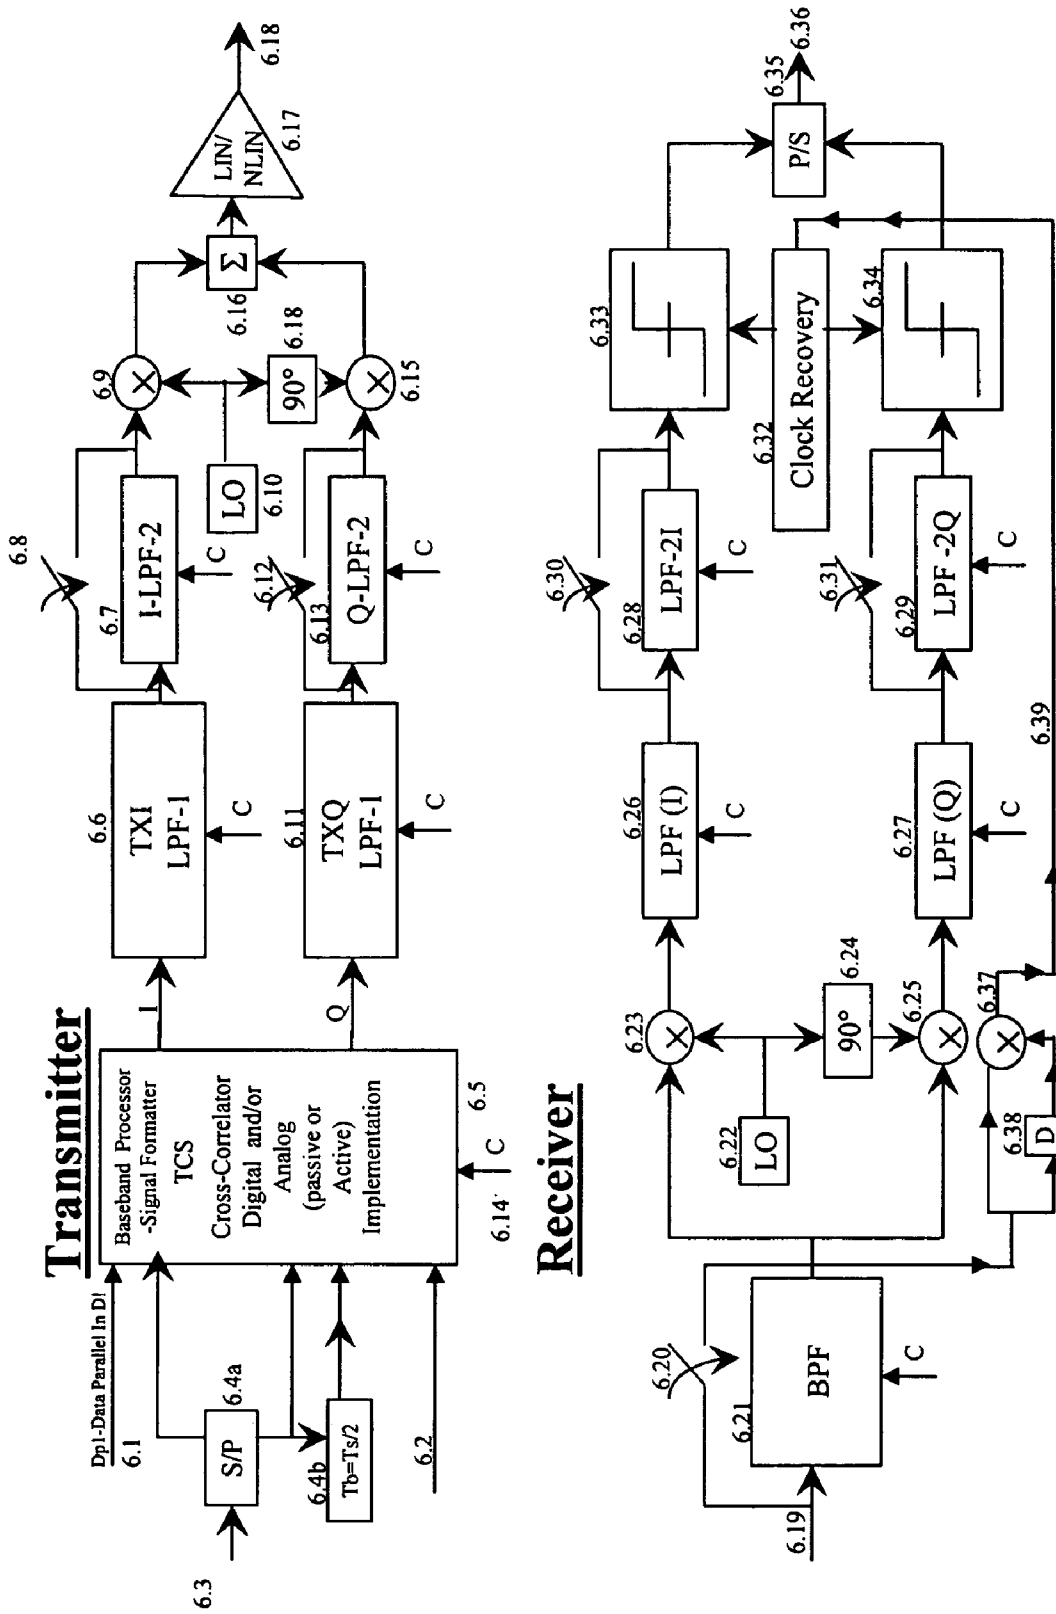 Transmitter
Dp1-Data Parallel In D!
6.1
6.3
S/P
6.4a
6.4b
Tb=Ts/2
6.2
Baseband Processor
-Signal Formatter
TCS
Cross-Correlator
Digital and/or
Analog
(passive or
Active)
Implementation
6.5
C
6.14
I
Q
6.6
TXI
LPF-1
C
6.11
TXQ
LPF-1
C
6.8
6.7
I-LPF-2
C
6.12
6.13
Q-LPF-2
C
6.9
LO
6.10
90°
6.18
6.15
Σ
6.16
LIN/
NLIN
6.17
6.18
Receiver
6.19
6.20
6.21
BPF
C
6.22
LO
6.23
90°
6.24
6.25
6.38
D
6.37
6.39
6.26
LPF (I)
C
6.27
LPF (Q)
C
6.30
6.28
LPF-2I
C
6.31
6.29
LPF -2Q
C
6.33
6.32
Clock Recovery
6.34
P/S
6.35
6.36